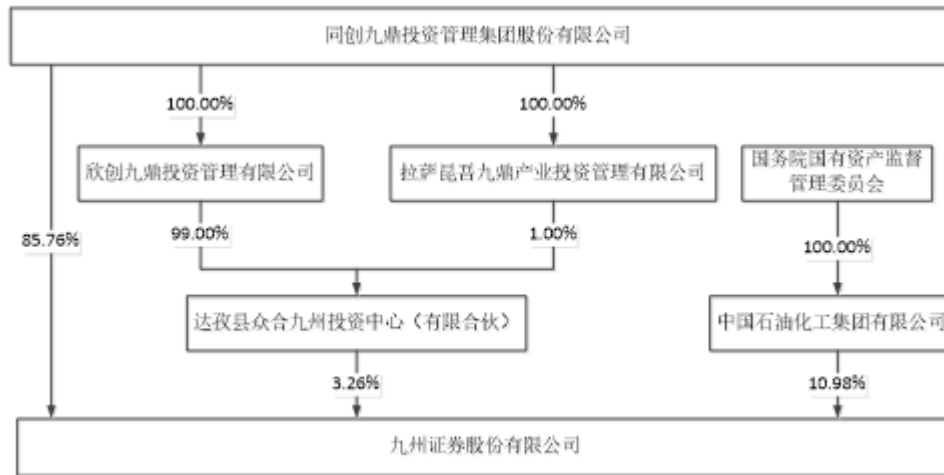 同创九鼎投资管理集团股份有限公司
100.00%
100.00%
欣创九鼎投资管理有限公司
拉萨昆吾九鼎产业投资管理有限公司
国务院国有资产监督
管理委员会
85.76%
99.00%
1.00%
100.00%
达孜县众合九州投资中心（有限合伙）
中国石油化工集团有限公司
3.26%
10.98%
九州证券股份有限公司